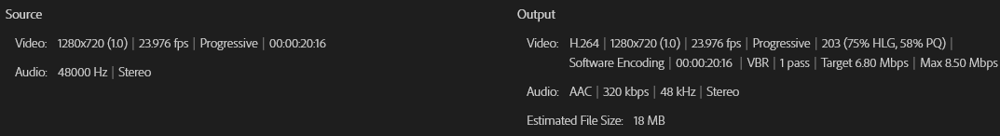 Source
Video: 1280x720 (1.0) | 23.976 fps | Progressive | 00:00:20:16
Audio: 48000 Hz | Stereo
Output
Video: H.264 | 1280x720 (1.0) | 23.976 fps | Progressive | 203 (75% HLG, 58% PQ) |
Software Encoding | 00:00:20:16 | VBR | 1 pass | Target 6.80 Mbps | Max 8.50 Mbps
Audio: AAC | 320 kbps | 48 kHz | Stereo
Estimated File Size: 18 MB